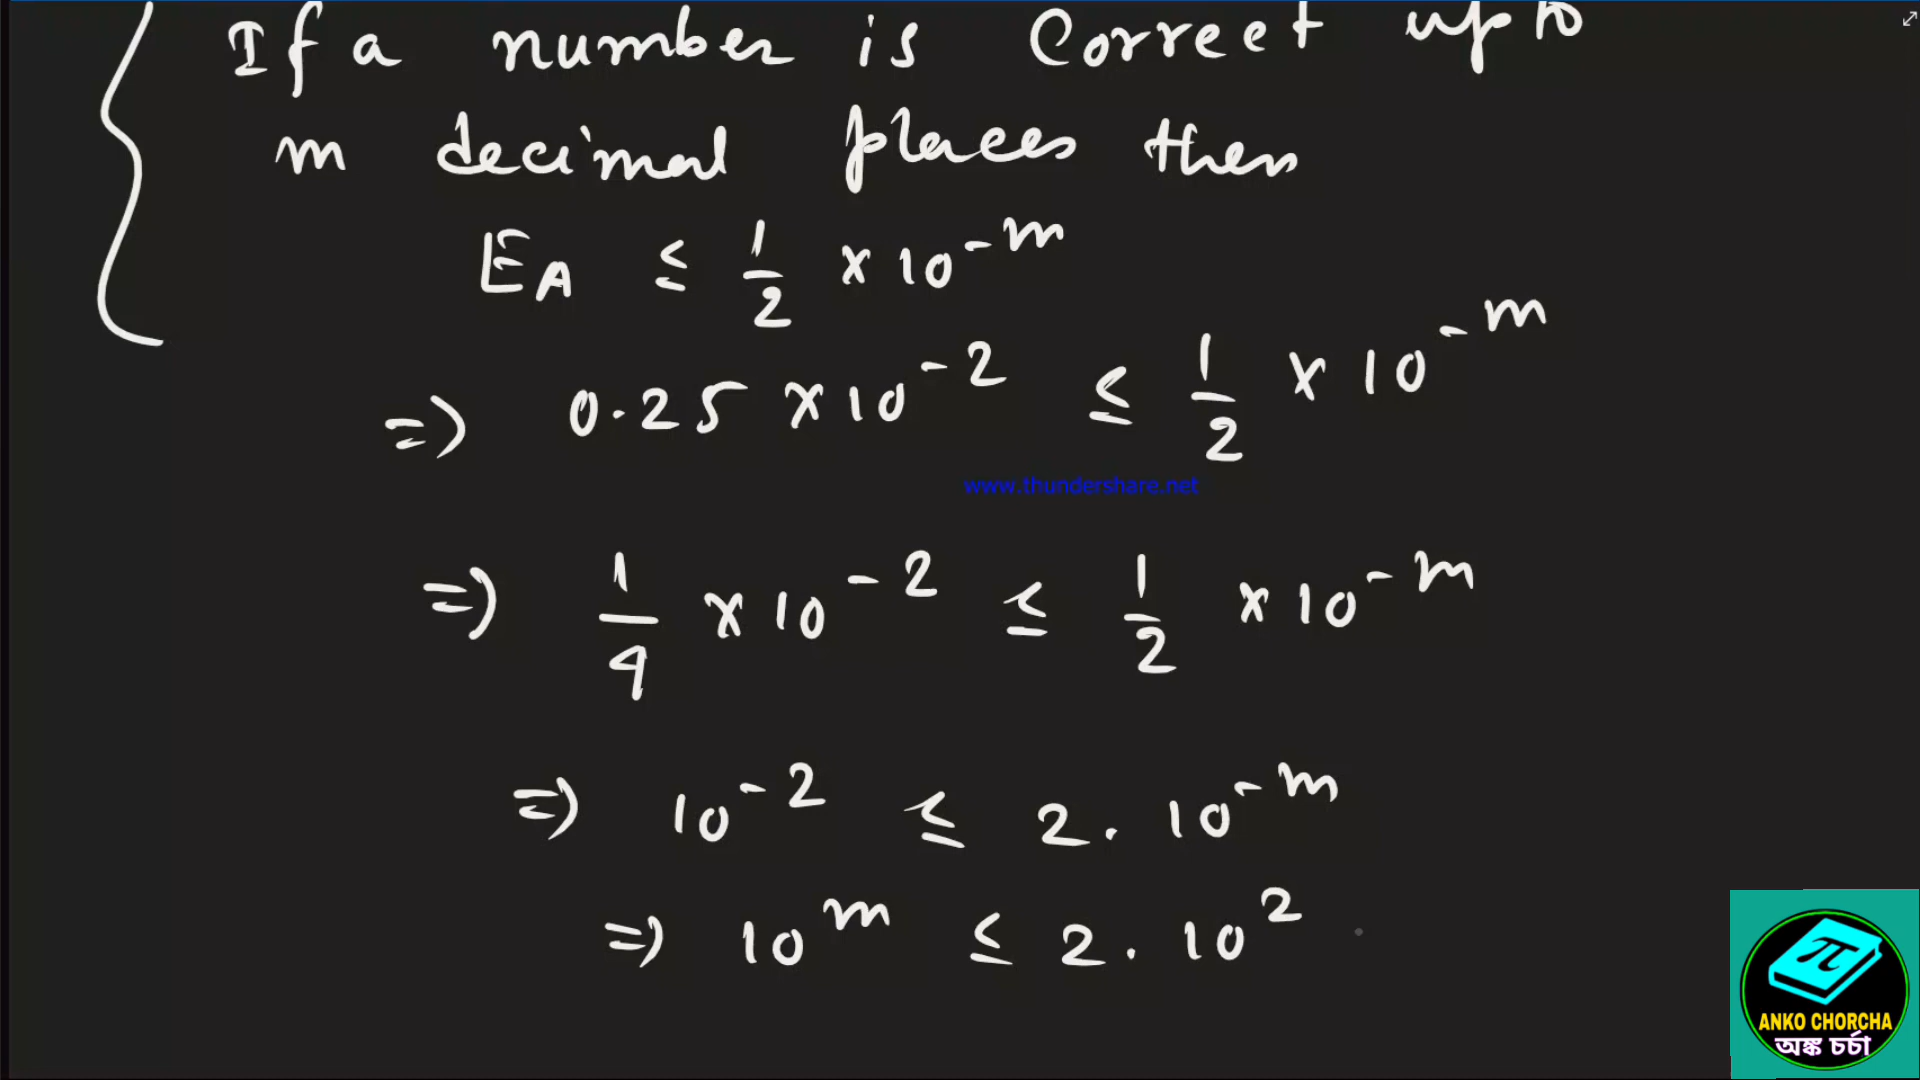 If a number is correct upto
m decimal places then
E_A ≤ 1/2 × 10^-m
=> 0.25 × 10^-2 ≤ 1/2 × 10^-m
www.thundershare.net
=> 1/4 × 10^-2 ≤ 1/2 × 10^-m
=> 10^-2 ≤ 2. 10^-m
=> 10^m ≤ 2. 10^2
π
ANKO CHORCHA
অঙ্ক চর্চা